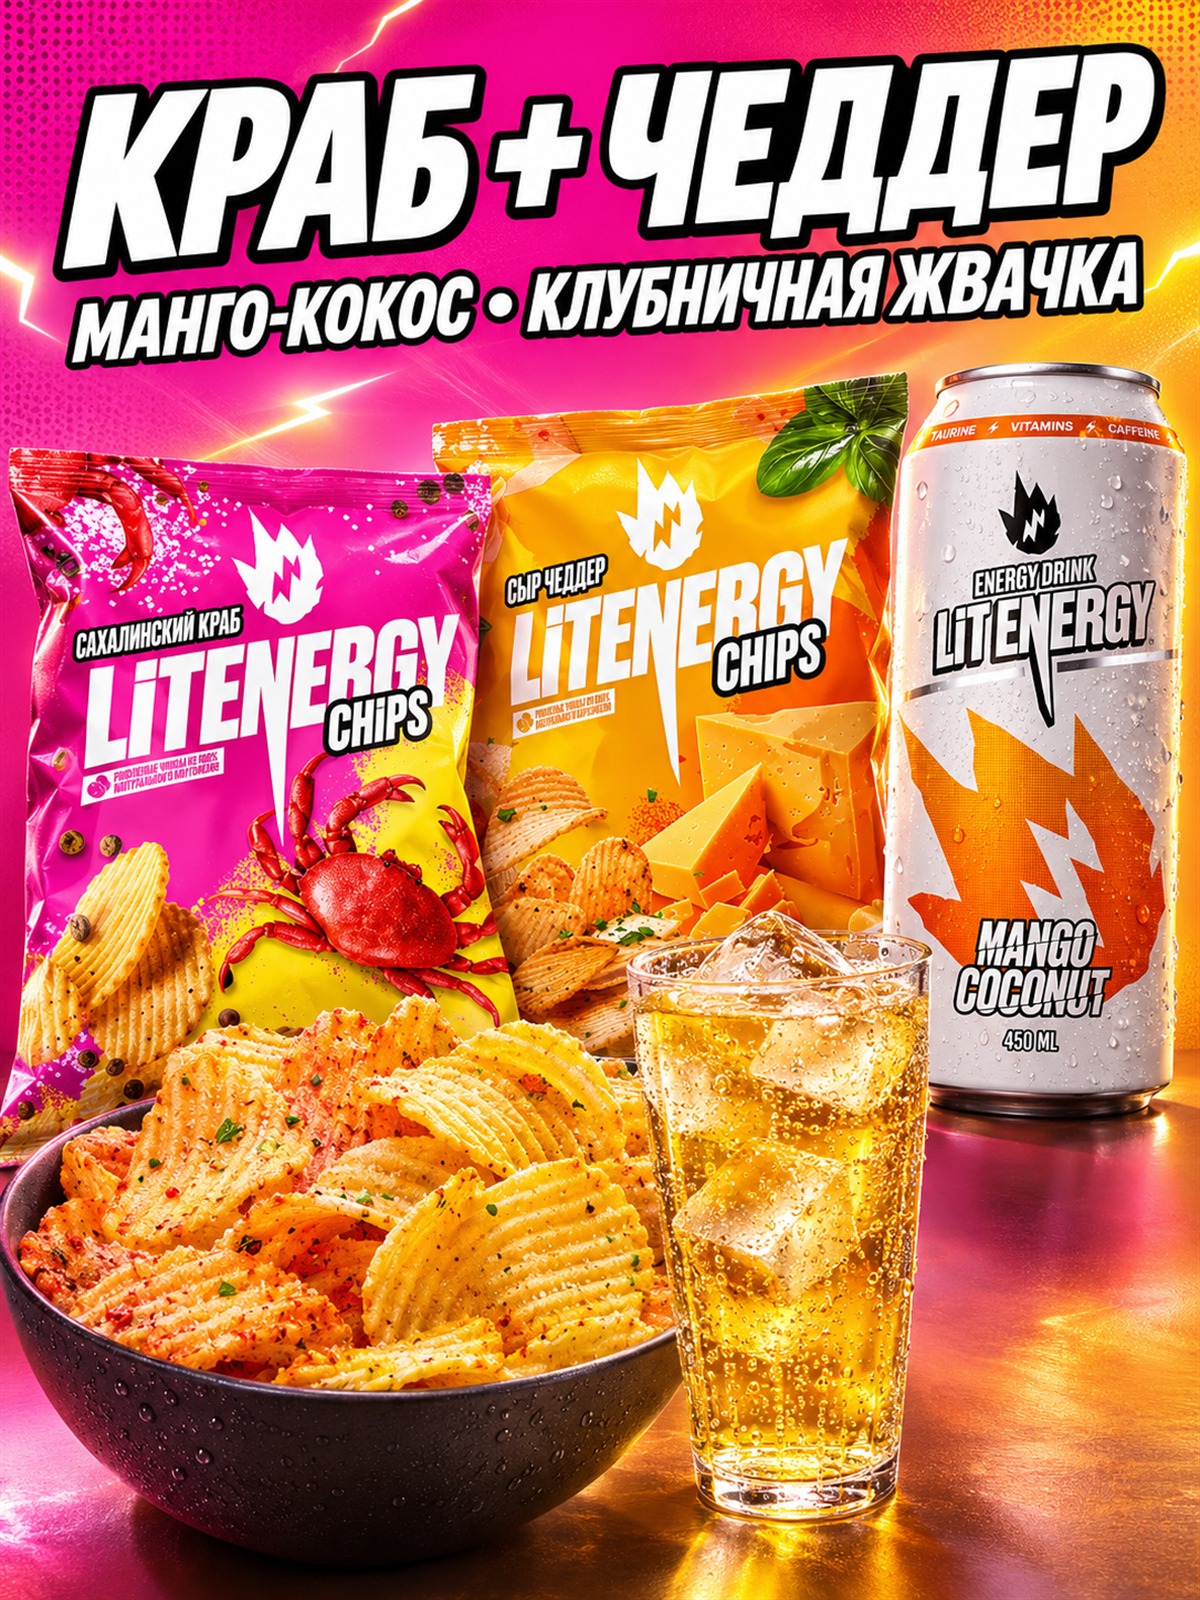 КРАБ + ЧЕДДЕР
МАНГО-КОКОС • КЛУБНИЧНАЯ ЖВАЧКА
САХАЛИНСКИЙ КРАБ
LiTENERGY
CHiPS
СЫР ЧЕДДЕР
LiTENERGY
CHIPS
TAURINE ⚡ VITAMINS ⚡ CAFFEINE
ENERGY DRINK
LiTENERGY
MANGO
COCONUT
450 ML